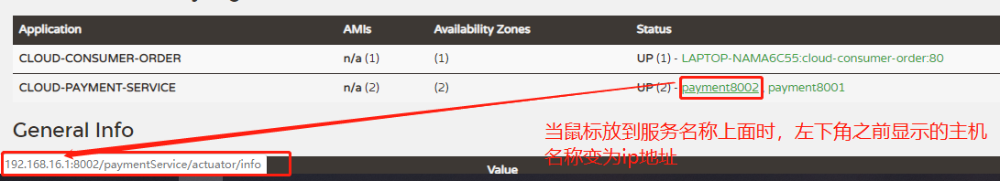 Application AMIs Availability Zones Status
CLOUD-CONSUMER-ORDER n/a (1) (1) UP (1) - LAPTOP-NAMA6C55:cloud-consumer-order:80
CLOUD-PAYMENT-SERVICE n/a (2) (2) UP (2) - payment8002 , payment8001
General Info
当鼠标放到服务名称上面时，左下角之前显示的主机
名称变为ip地址
192.168.16.1:8002/paymentService/actuator/info
Value